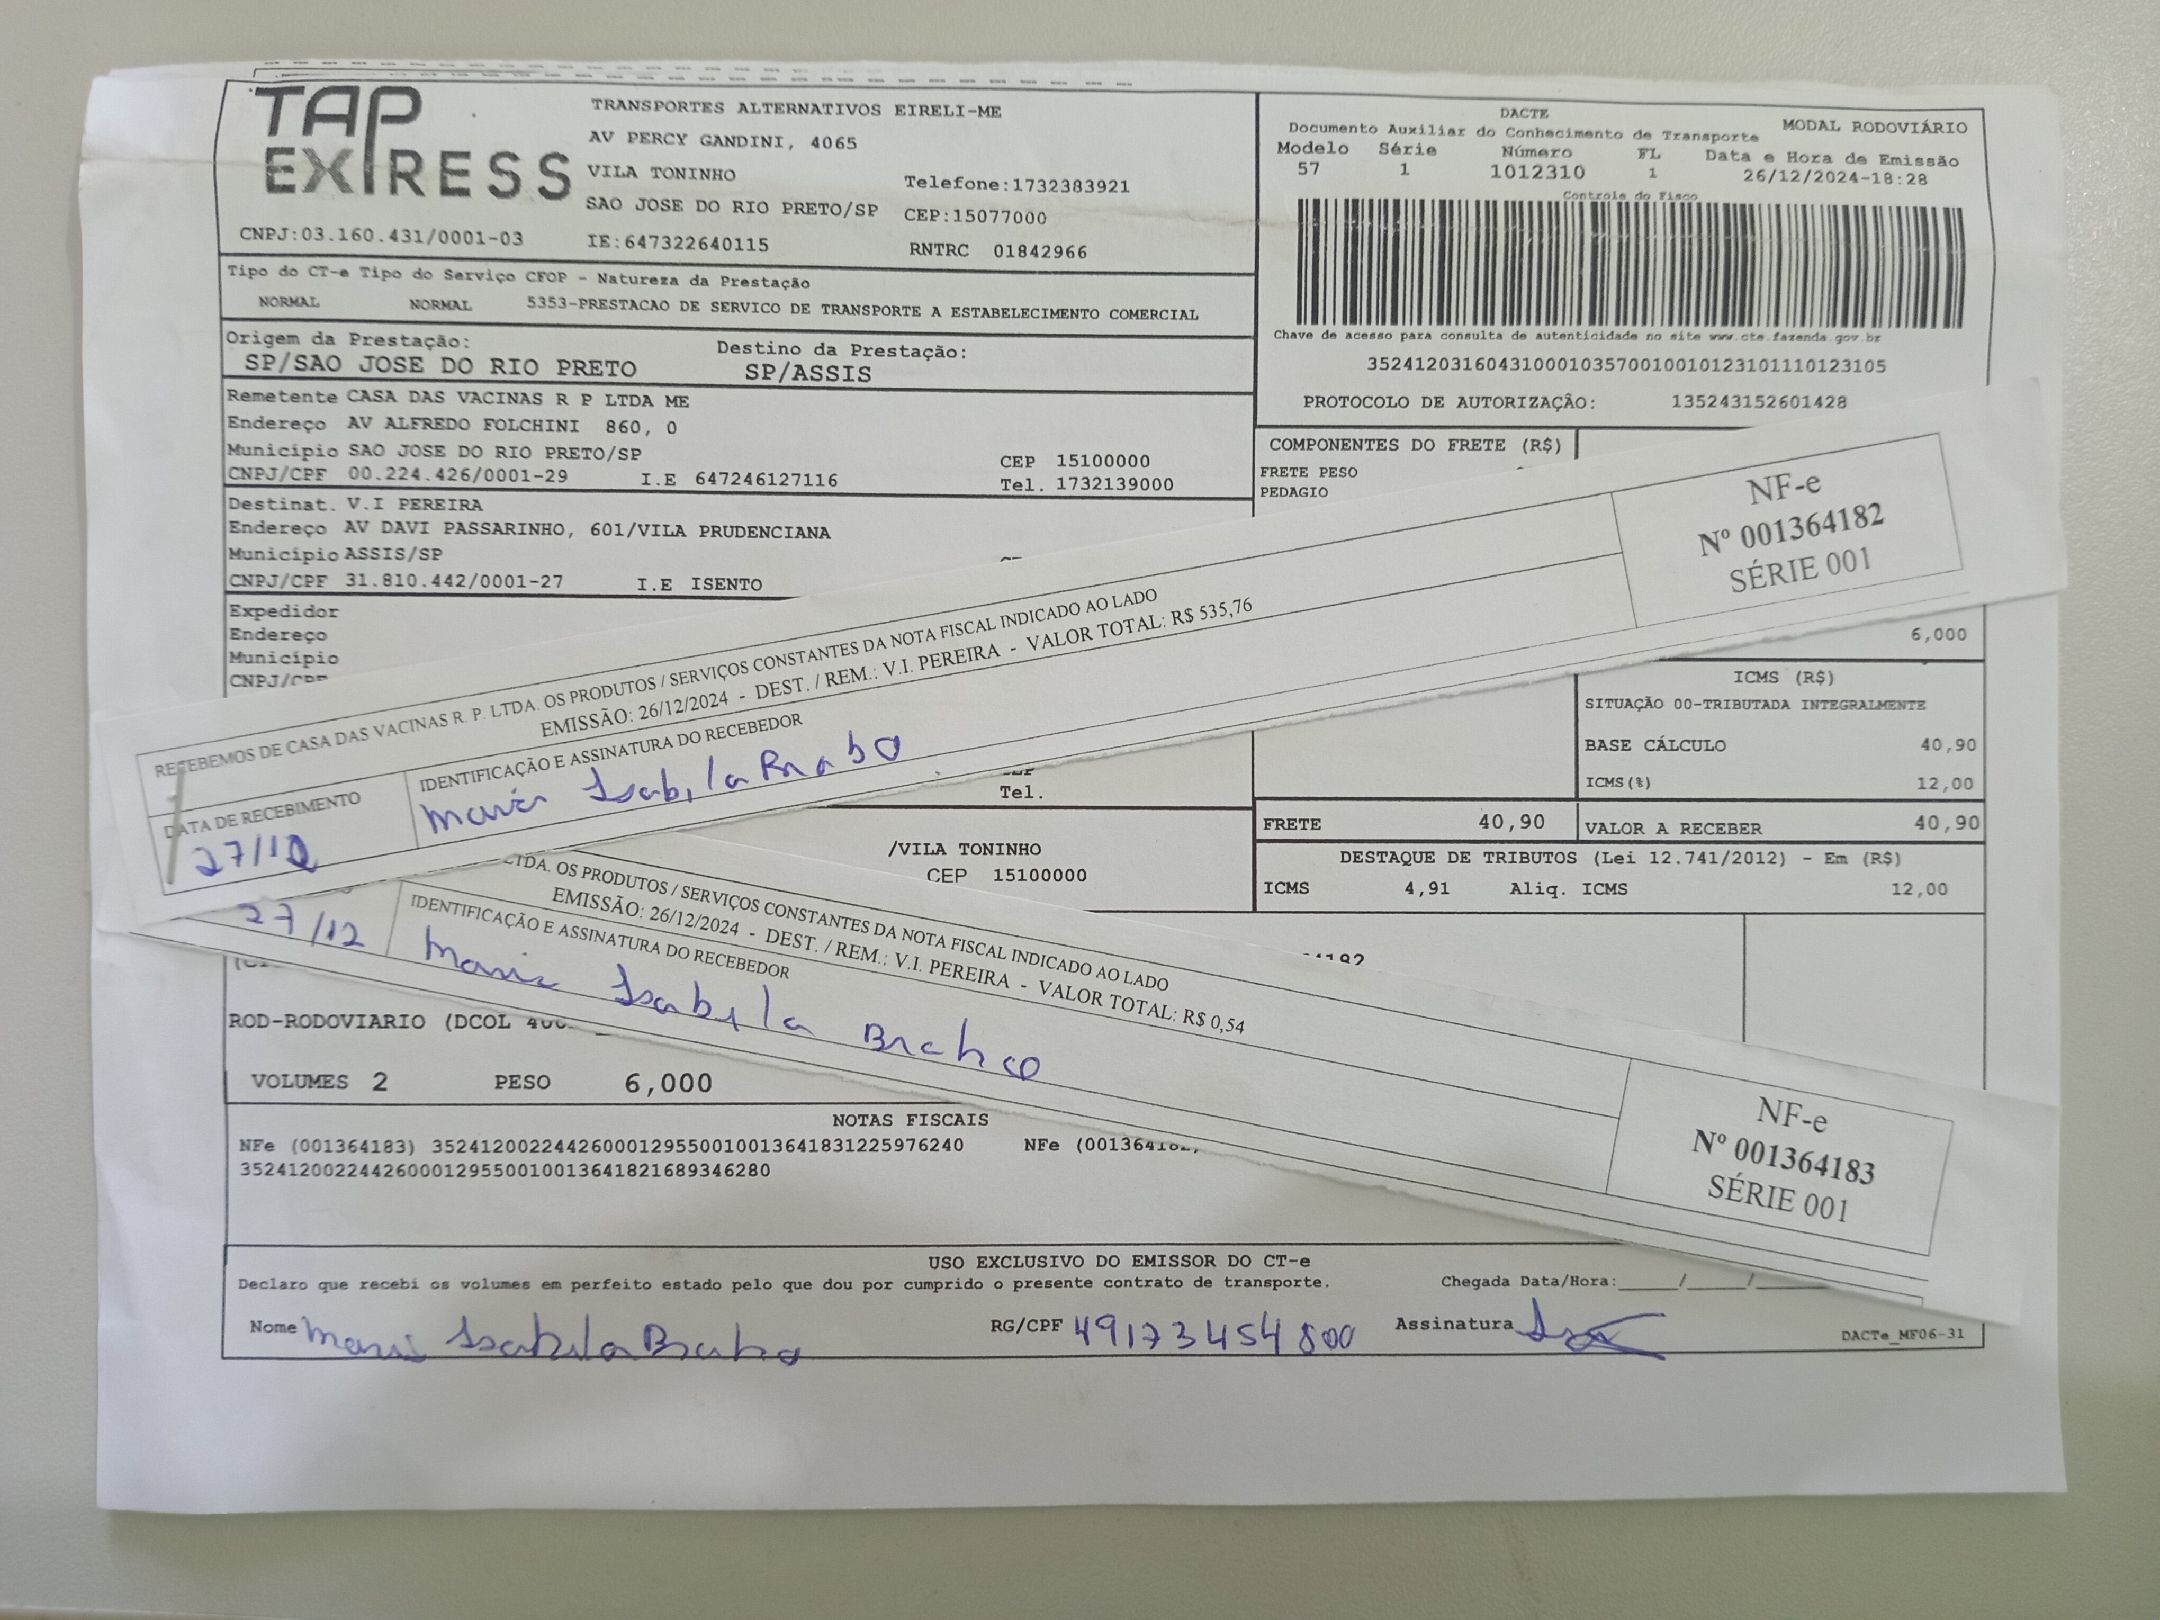 TAP EXPRESS
TRANSPORTES ALTERNATIVOS EIRELI-ME
AV PERCY GANDINI, 4065
VILA TONINHO
Telefone:1732383921
SAO JOSE DO RIO PRETO/SP CEP:15077000
CNPJ:03.160.431/0001-03 IE:647322640115 RNTRC 01842966
DACTE
Documento Auxiliar do Conhecimento de Transporte MODAL RODOVIÁRIO
Modelo Série Número FL Data e Hora de Emissão
57 1 1012310 1 26/12/2024-18:28
Controle do Fisco
Chave de acesso para consulta de autenticidade no site www.cte.fazenda.gov.br
35241203160431000103570010010123101110123105
PROTOCOLO DE AUTORIZAÇÃO: 135243152601428
Tipo do CT-e Tipo do Serviço CFOP - Natureza da Prestação
NORMAL NORMAL 5353-PRESTACAO DE SERVICO DE TRANSPORTE A ESTABELECIMENTO COMERCIAL
Origem da Prestação: Destino da Prestação:
SP/SAO JOSE DO RIO PRETO SP/ASSIS
Remetente CASA DAS VACINAS R P LTDA ME
Endereço AV ALFREDO FOLCHINI 860, 0
Município SAO JOSE DO RIO PRETO/SP CEP 15100000
CNPJ/CPF 00.224.426/0001-29 I.E 647246127116 Tel. 1732139000
Destinat. V.I PEREIRA
Endereço AV DAVI PASSARINHO, 601/VILA PRUDENCIANA
Município ASSIS/SP
CNPJ/CPF 31.810.442/0001-27 I.E ISENTO
Expedidor
Endereço
Município
CNPJ/CPF
COMPONENTES DO FRETE (R$)
FRETE PESO
PEDAGIO
6,000
ICMS (R$)
SITUAÇÃO 00-TRIBUTADA INTEGRALMENTE
BASE CÁLCULO 40,90
ICMS(%) 12,00
FRETE 40,90 VALOR A RECEBER 40,90
DESTAQUE DE TRIBUTOS (Lei 12.741/2012) - Em (R$)
ICMS 4,91 Aliq. ICMS 12,00
Tel.
/VILA TONINHO
CEP 15100000
RECEBEMOS DE CASA DAS VACINAS R. P. LTDA. OS PRODUTOS / SERVIÇOS CONSTANTES DA NOTA FISCAL INDICADO AO LADO
EMISSÃO: 26/12/2024 - DEST. / REM.: V.I. PEREIRA - VALOR TOTAL: R$ 535,76
DATA DE RECEBIMENTO IDENTIFICAÇÃO E ASSINATURA DO RECEBEDOR
27/12 Maria Isabila
NF-e
Nº 001364182
SÉRIE 001
LTDA. OS PRODUTOS / SERVIÇOS CONSTANTES DA NOTA FISCAL INDICADO AO LADO
EMISSÃO: 26/12/2024 - DEST. / REM.: V.I. PEREIRA - VALOR TOTAL: R$ 0,54
IDENTIFICAÇÃO E ASSINATURA DO RECEBEDOR
27/12 Maria Isabila
NF-e
Nº 001364183
SÉRIE 001
ROD-RODOVIARIO (DCOL
VOLUMES 2 PESO 6,000
NOTAS FISCAIS
NFe (001364183) 35241200224426000129550010013641831225976240 NFe (001364182)
35241200224426000129550010013641821689346280
USO EXCLUSIVO DO EMISSOR DO CT-e
Declaro que recebi os volumes em perfeito estado pelo que dou por cumprido o presente contrato de transporte. Chegada Data/Hora:____/____/
Nome Maria Isabila RG/CPF 49173454800 Assinatura
DACTe_MF06-31